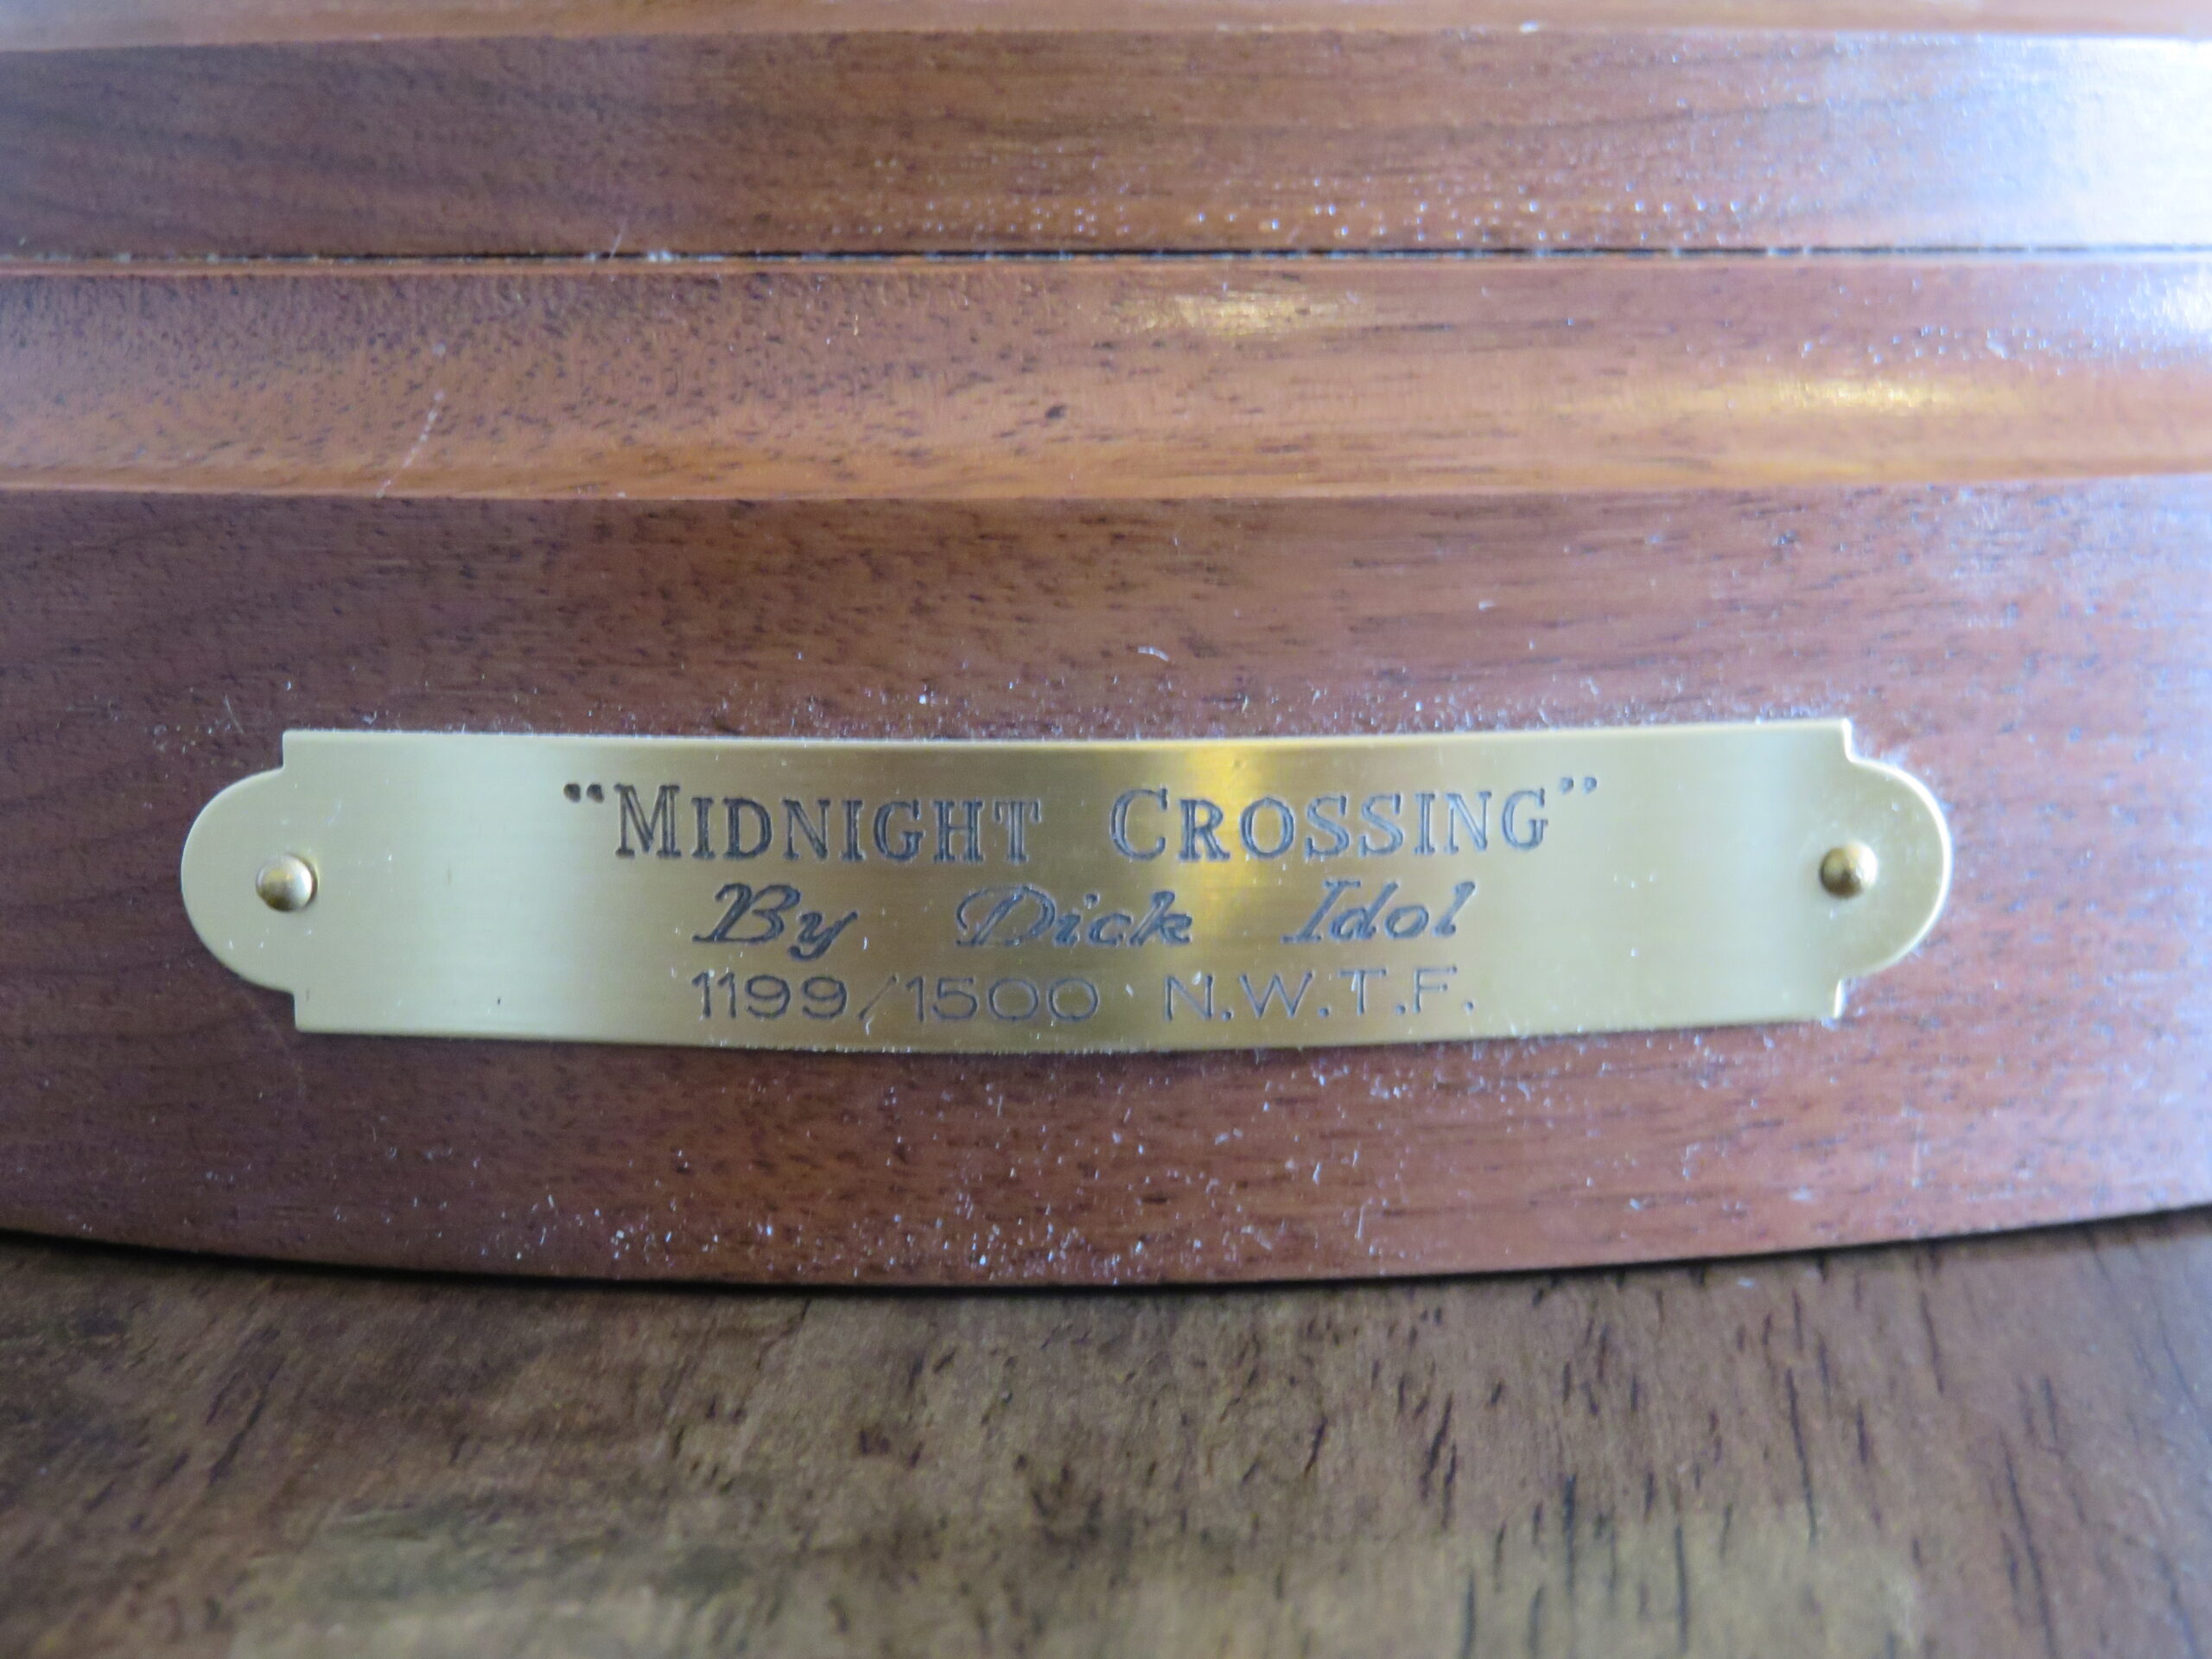 “MIDNIGHT CROSSING”
By Dick Idol
1199/1500 N.W.T.F.